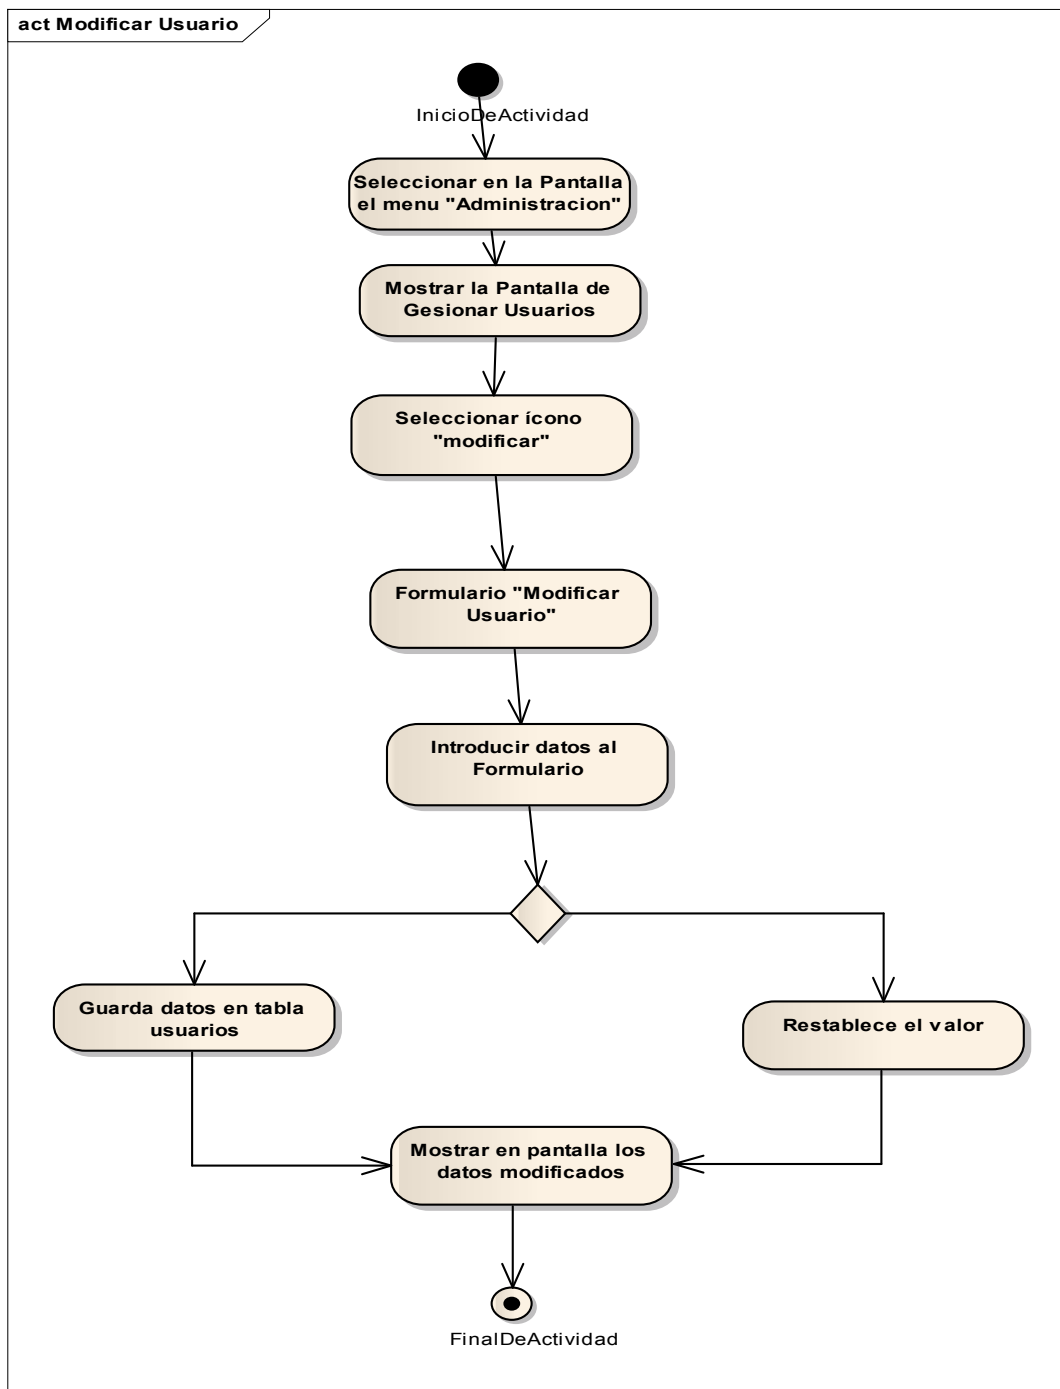 act Modificar Usuario
InicioDeActividad
Seleccionar en la Pantalla
el menu "Administracion"
Mostrar la Pantalla de
Gesionar Usuarios
Seleccionar ícono
"modificar"
Formulario "Modificar
Usuario"
Introducir datos al
Formulario
Guarda datos en tabla
usuarios
Restablece el valor
Mostrar en pantalla los
datos modificados
FinalDeActividad